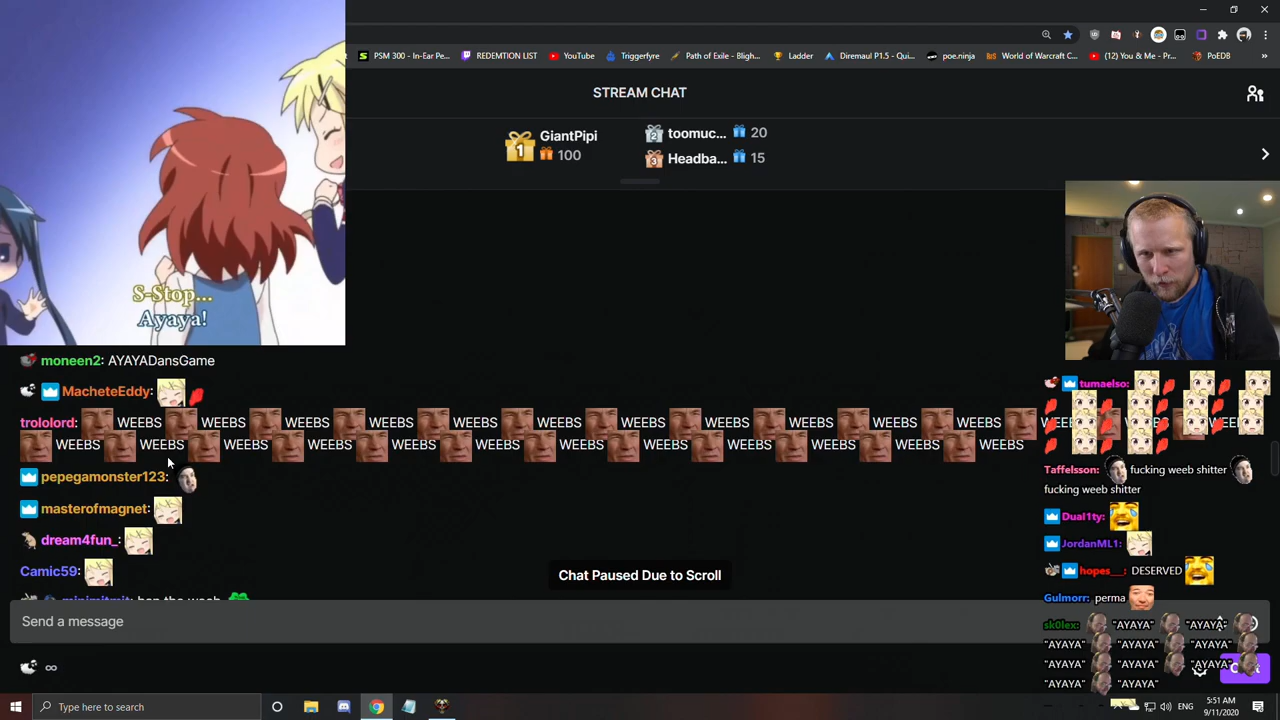 PSM 300 - In-Ear Pe... REDEMTION LIST YouTube Triggerfyre Path of Exile - Bligh... Ladder Diremaul P1.5 - Qui... poe.ninja World of Warcraft C... (12) You & Me - Pr... PoEDB »
STREAM CHAT
1 GiantPipi 100
2 toomuc... 20
3 Headba... 15
S-Stop...
Ayaya!
moneen2: AYAYADansGame
MacheteEddy:
trololord: WEEBS WEEBS WEEBS WEEBS WEEBS WEEBS WEEBS WEEBS WEEBS WEEBS WEEBS
WEEBS WEEBS WEEBS WEEBS WEEBS WEEBS WEEBS WEEBS WEEBS WEEBS WEEBS WEEBS
pepegamonster123:
masterofmagnet:
dream4fun_:
Camic59:
Chat Paused Due to Scroll
Send a message
∞
tumaelso:
Taffelsson: fucking weeb shitter
fucking weeb shitter
Dual1ty:
JordanML1:
hopes___: DESERVED
Gulmorr: perma
sk0lex: "AYAYA" "AYAYA"
"AYAYA" "AYAYA" "AYAYA"
"AYAYA" "AYAYA" "AYAYA"
"AYAYA" "AYAYA"
Type here to search
ENG
5:51 AM
9/11/2020